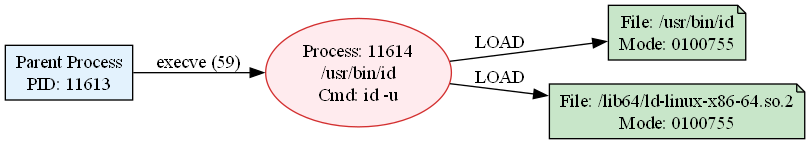 Parent Process
PID: 11613
execve (59)
Process: 11614
/usr/bin/id
Cmd: id -u
LOAD
File: /usr/bin/id
Mode: 0100755
LOAD
File: /lib64/ld-linux-x86-64.so.2
Mode: 0100755